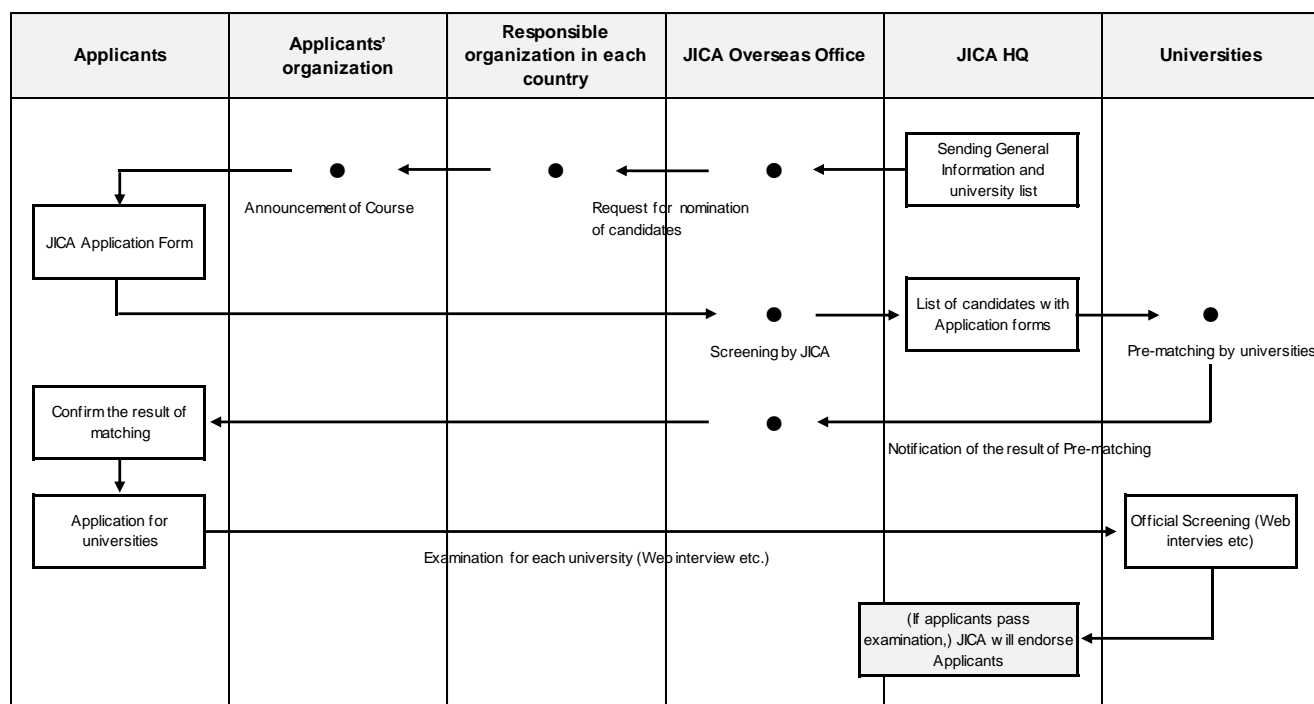 Applicants
Applicants'
organization
Responsible
organization in each
country
JICA Overseas Office
JICA HQ
Universities
Sending General
Information and
university list
Announcement of Course
Request for nomination
of candidates
JICA Application Form
List of candidates with
Application forms
Screening by JICA
Pre-matching by universities
Confirm the result of
matching
Notification of the result of Pre-matching
Application for
universities
Official Screening (Web
intervies etc)
Examination for each university (Web interview etc.)
(If applicants pass
examination,) JICA will endorse
Applicants